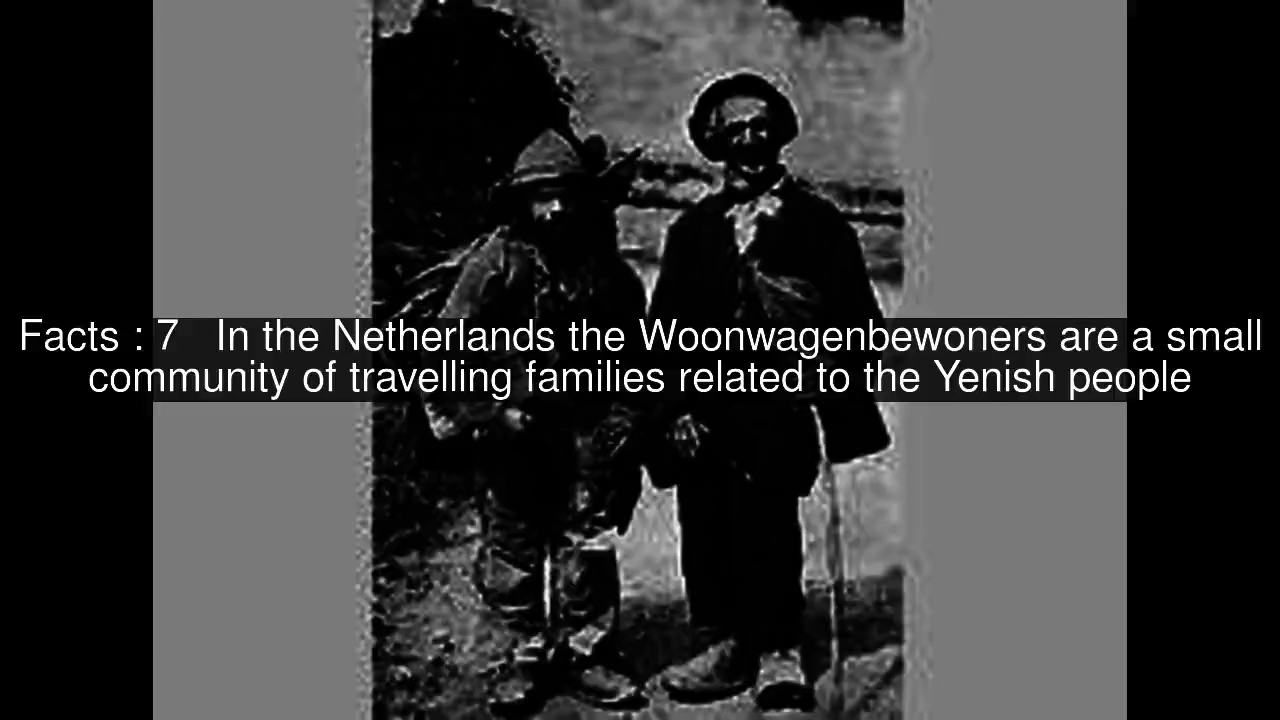 Facts : 7   In the Netherlands the Woonwagenbewoners are a small
community of travelling families related to the Yenish people